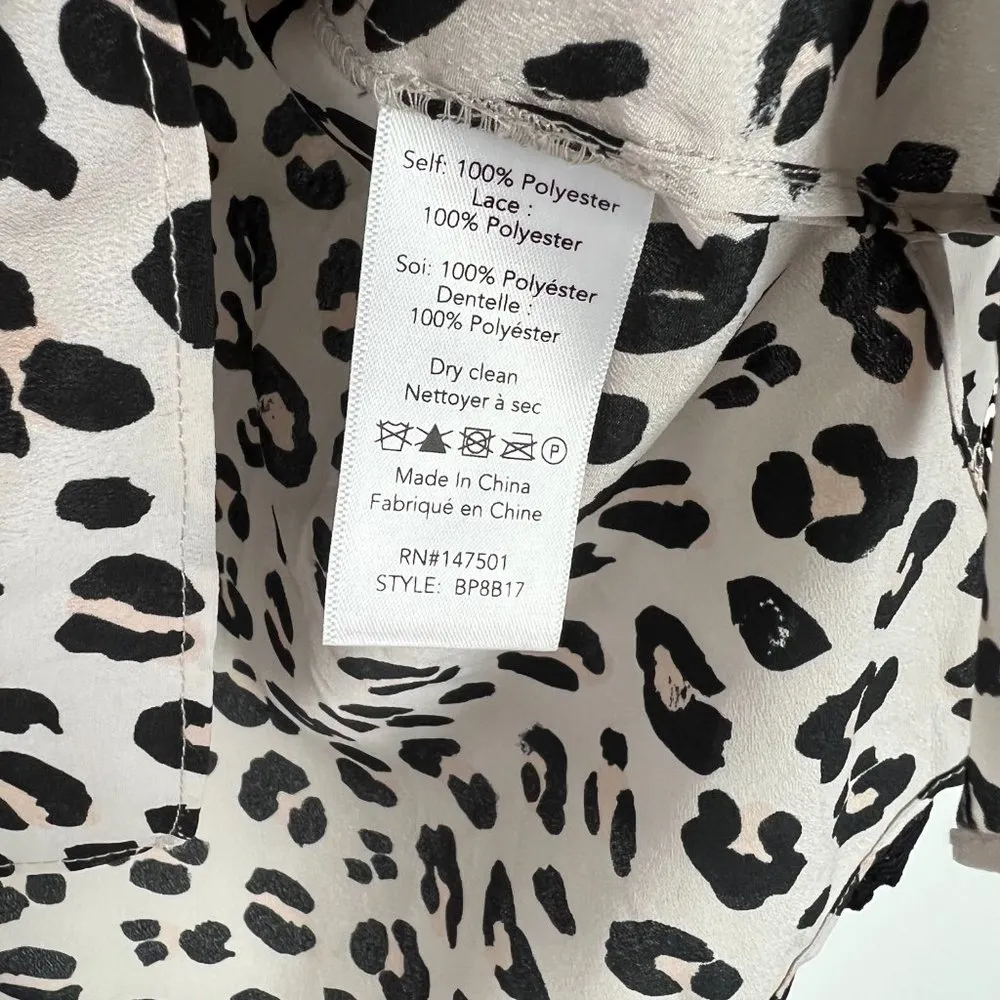 Self: 100% Polyester
Lace :
100% Polyester
Soi: 100% Polyéster
Dentelle :
100% Polyéster
Dry clean
Nettoyer à sec
P
Made In China
Fabriqué en Chine
RN#147501
STYLE: BP8B17